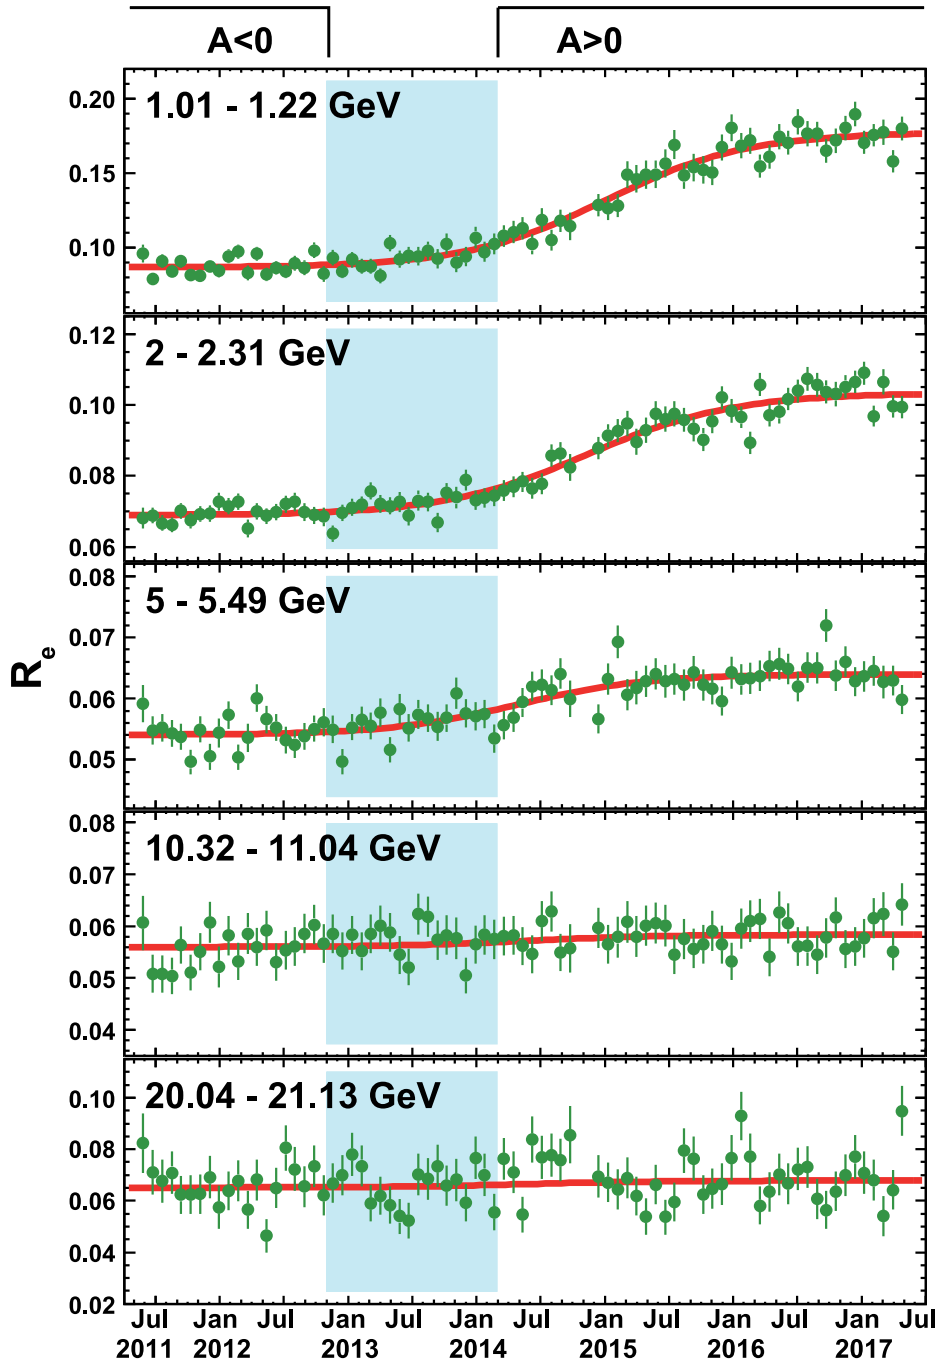 A<0 A>0
1.01 - 1.22 GeV
0.20
0.15
0.10
2 - 2.31 GeV
0.12
0.10
0.08
0.06
5 - 5.49 GeV
0.08
0.07
0.06
0.05
Re
10.32 - 11.04 GeV
0.08
0.07
0.06
0.05
0.04
20.04 - 21.13 GeV
0.10
0.08
0.06
0.04
0.02
Jul Jan Jul Jan Jul Jan Jul Jan Jul Jan Jul Jan Jul
2011 2012 2013 2014 2015 2016 2017